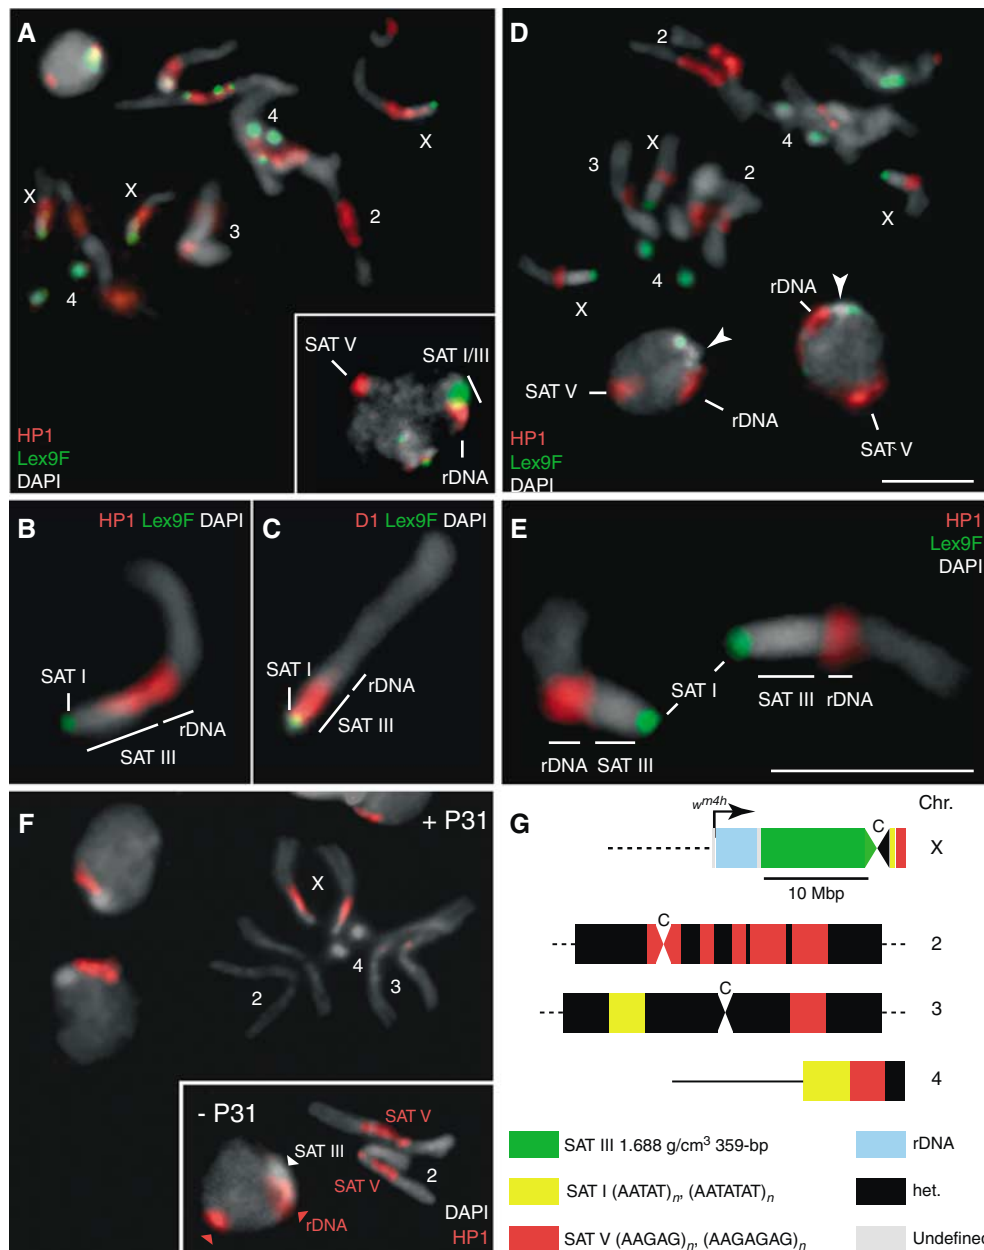 A
4
X
X
X
3
2
4
HP1
Lex9F
DAPI
SAT V
SAT I/III
rDNA
D
2
4
X
3
2
X
4
X
rDNA
SAT V
rDNA
SAT V
HP1
Lex9F
DAPI
B
HP1 Lex9F DAPI
SAT I
rDNA
SAT III
C
D1 Lex9F DAPI
SAT I
rDNA
SAT III
E
HP1
Lex9F
DAPI
SAT I
SAT III
rDNA
rDNA
SAT III
F
+ P31
X
4
3
2
- P31
SAT V
SAT III
2
SAT V
rDNA
DAPI
HP1
G
wm4h
Chr.
C
X
10 Mbp
C
2
C
3
4
SAT III 1.688 g/cm³ 359-bp
rDNA
SAT I (AATAT)n, (AATATAT)n
het.
SAT V (AAGAG)n, (AAGAGAG)n
Undefined